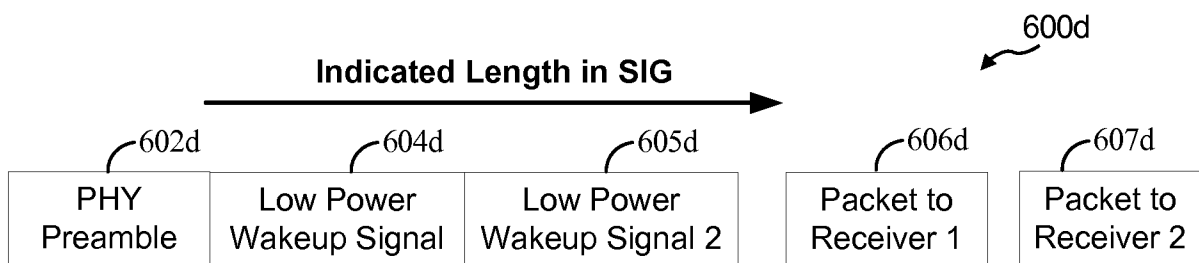 600d
Indicated Length in SIG
602d
604d
605d
606d
607d
PHY
Preamble
Low Power
Wakeup Signal
Low Power
Wakeup Signal 2
Packet to
Receiver 1
Packet to
Receiver 2